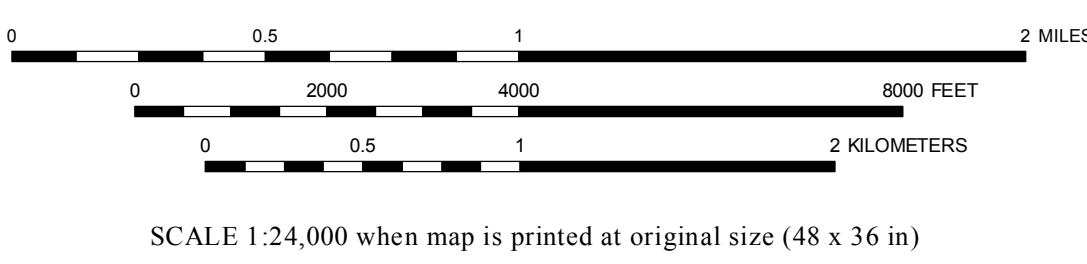 0 0.5 1 2 MILES
0 2000 4000 8000 FEET
0 0.5 1 2 KILOMETERS
SCALE 1:24,000 when map is printed at original size (48 x 36 in)